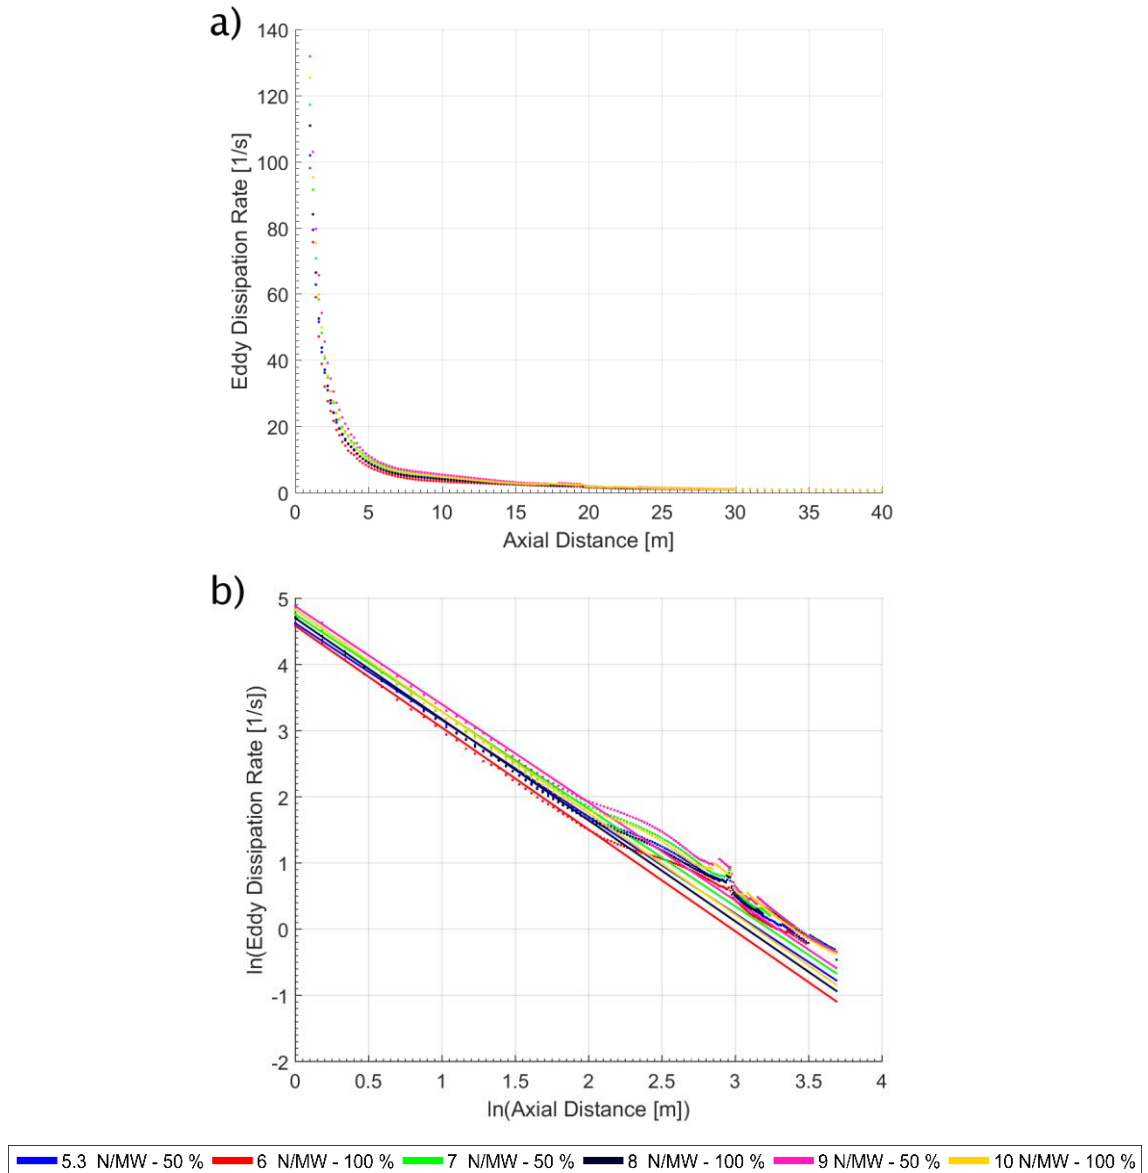 a)
140
120
100
80
60
40
20
0
Eddy Dissipation Rate [1/s]
0 5 10 15 20 25 30 35 40
Axial Distance [m]
b)
5
4
3
2
1
0
-1
-2
ln(Eddy Dissipation Rate [1/s])
0 0.5 1 1.5 2 2.5 3 3.5 4
ln(Axial Distance [m])
5.3 N/MW - 50 % 6 N/MW - 100 % 7 N/MW - 50 % 8 N/MW - 100 % 9 N/MW - 50 % 10 N/MW - 100 %